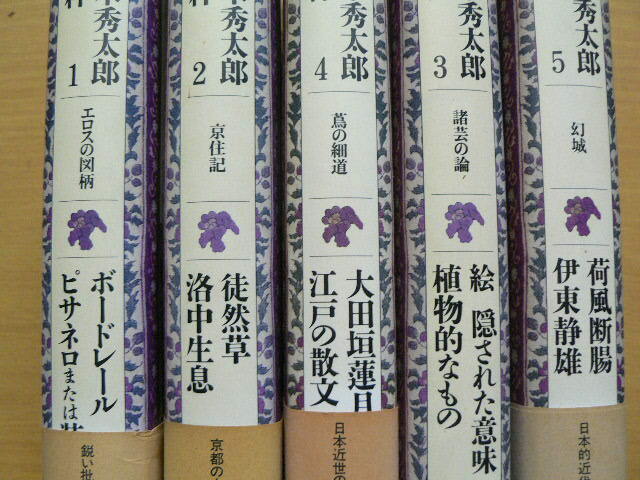 秀太郎
1
エロスの図柄
ボードレール
ピサネロまたは
鋭い批
秀太郎
2
京住記
徒然草
洛中生息
京都の
秀太郎
4
蔦の細道
大田垣蓮月
江戸の散文
日本近世の
秀太郎
3
諸芸の論
絵 隠された意味
植物的なもの
秀太郎
5
幻城
荷風断腸
伊東静雄
日本的近代